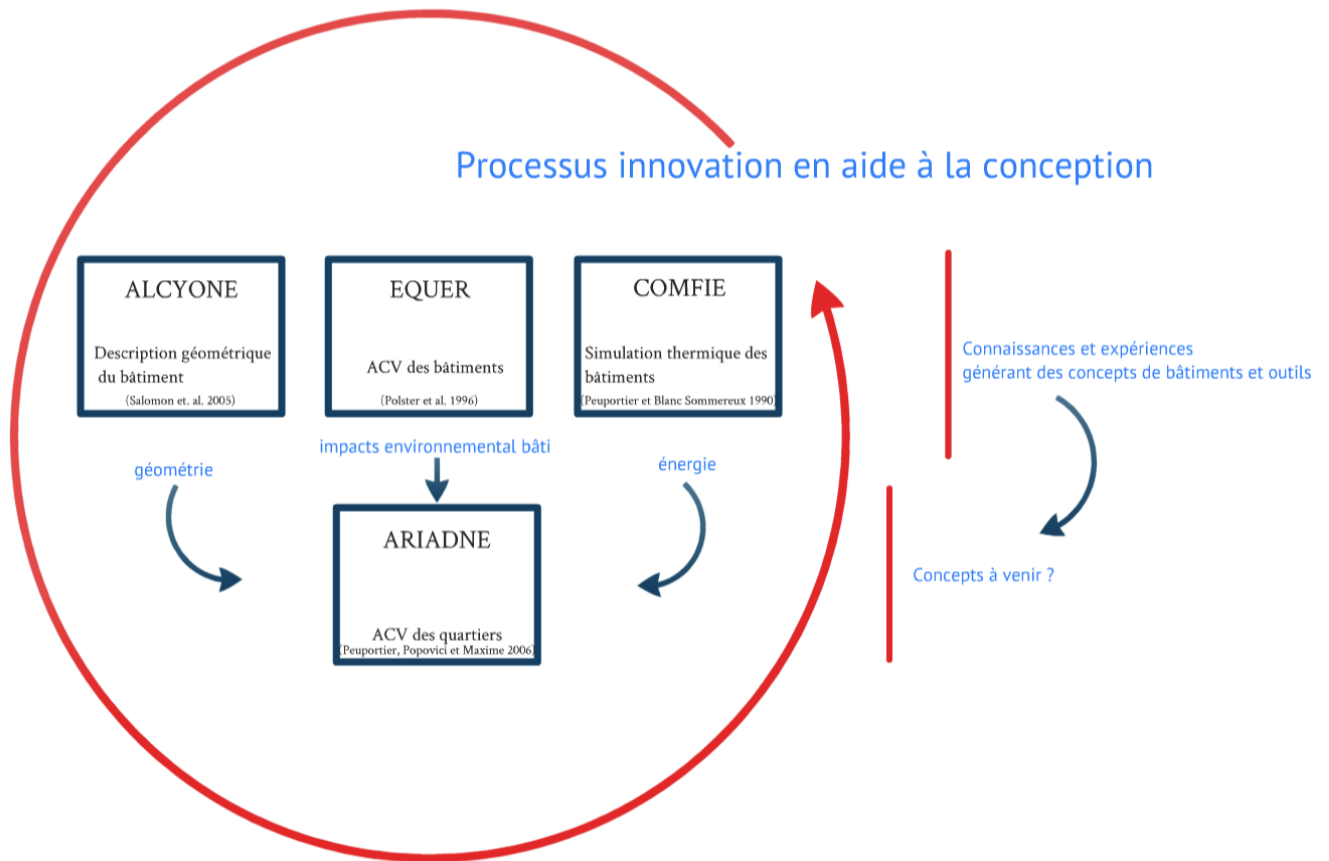 Processus innovation en aide à la conception
ALCYONE
Description géométrique
du bâtiment
(Salomon et. al. 2005)
EQUER
ACV des bâtiments
(Polster et al. 1996)
COMFIE
Simulation thermique des
bâtiments
(Peuportier et Blanc Sommereux 1990)
Connaissances et expériences
générant des concepts de bâtiments et outils
géométrie
impacts environnemental bâti
énergie
ARIADNE
ACV des quartiers
(Peuportier, Popovici et Maxime 2006)
Concepts à venir ?